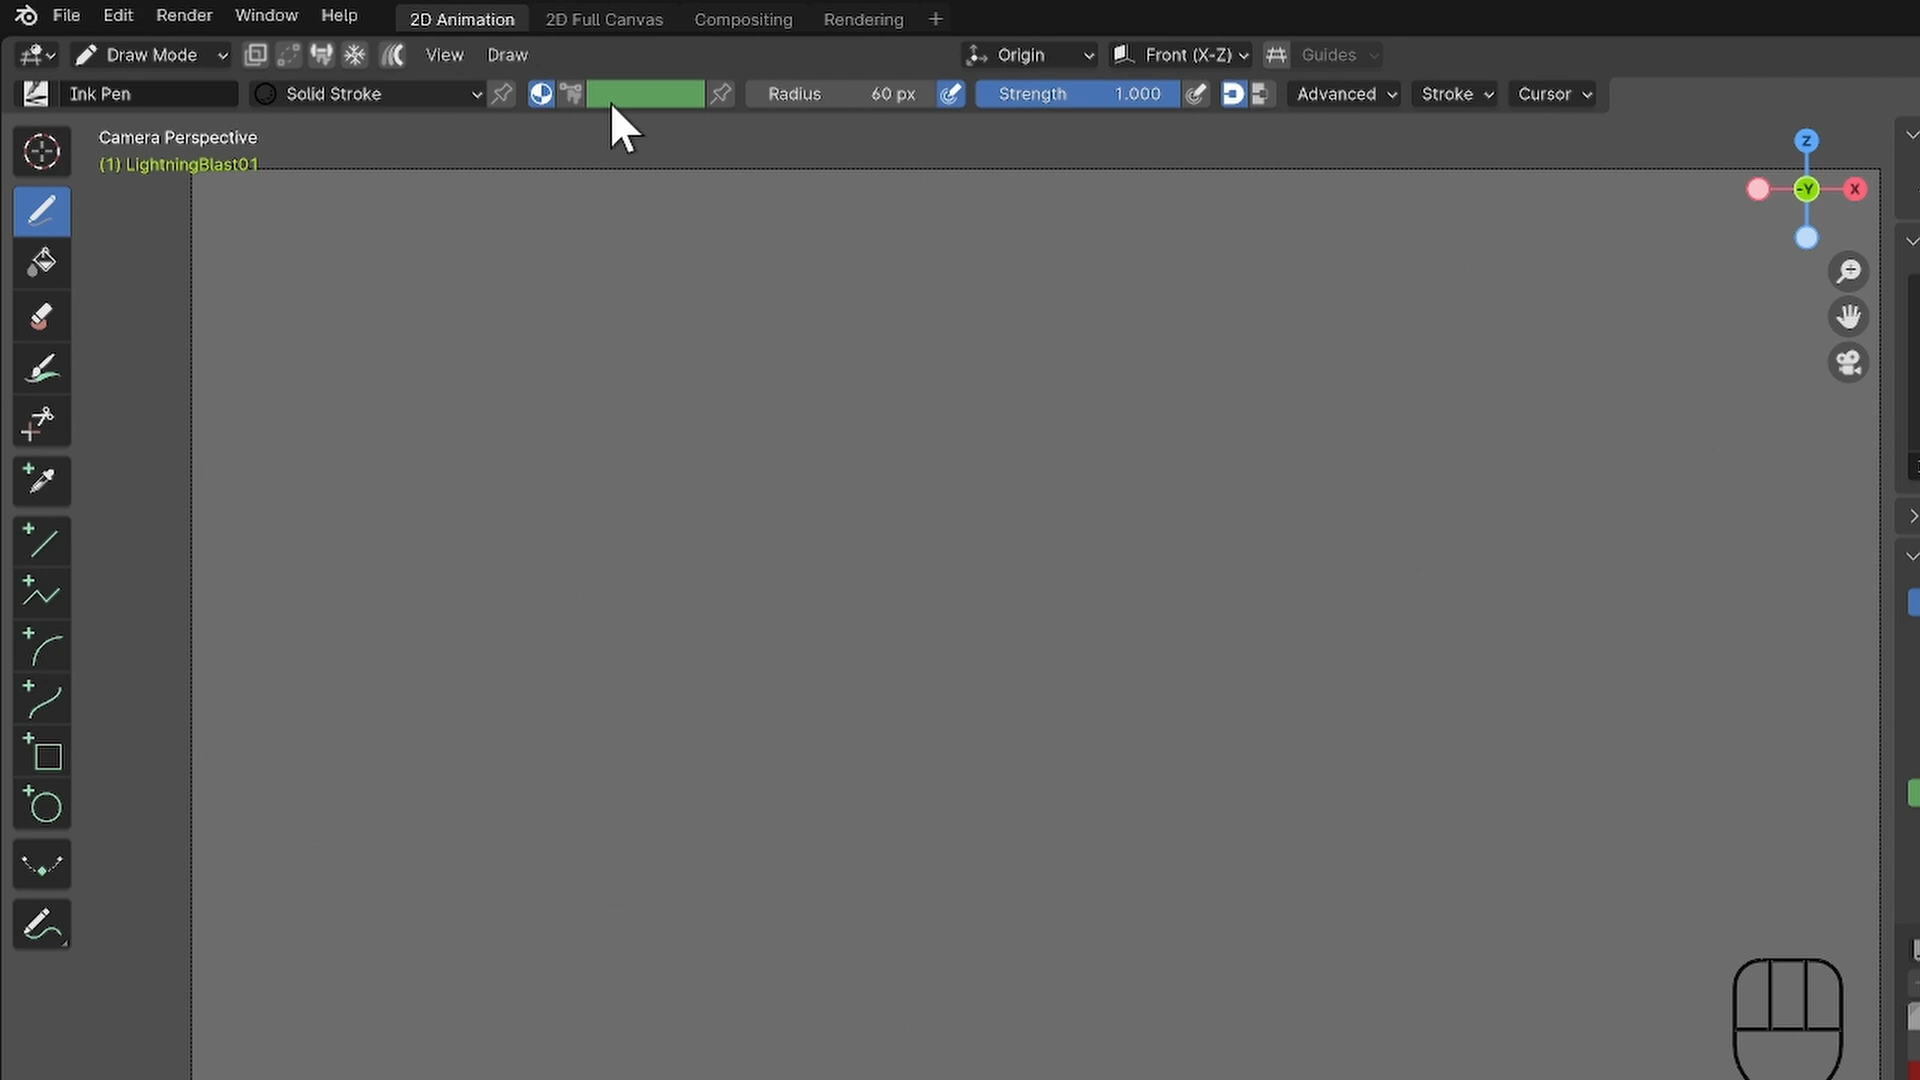 File Edit Render Window Help 2D Animation 2D Full Canvas Compositing Rendering +
Draw Mode View Draw Origin Front (X-Z) Guides
Ink Pen Solid Stroke Radius 60 px Strength 1.000 Advanced Stroke Cursor
Camera Perspective
(1) LightningBlast01
Z
-Y X